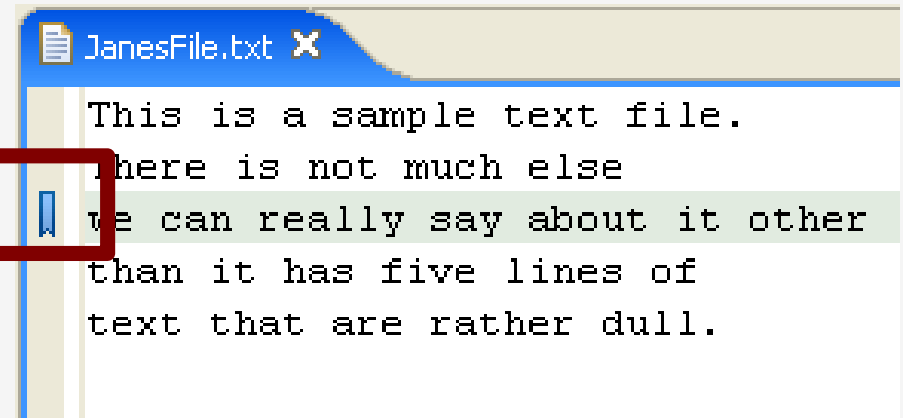 JanesFile.txt
This is a sample text file.
There is not much else
we can really say about it other
than it has five lines of
text that are rather dull.